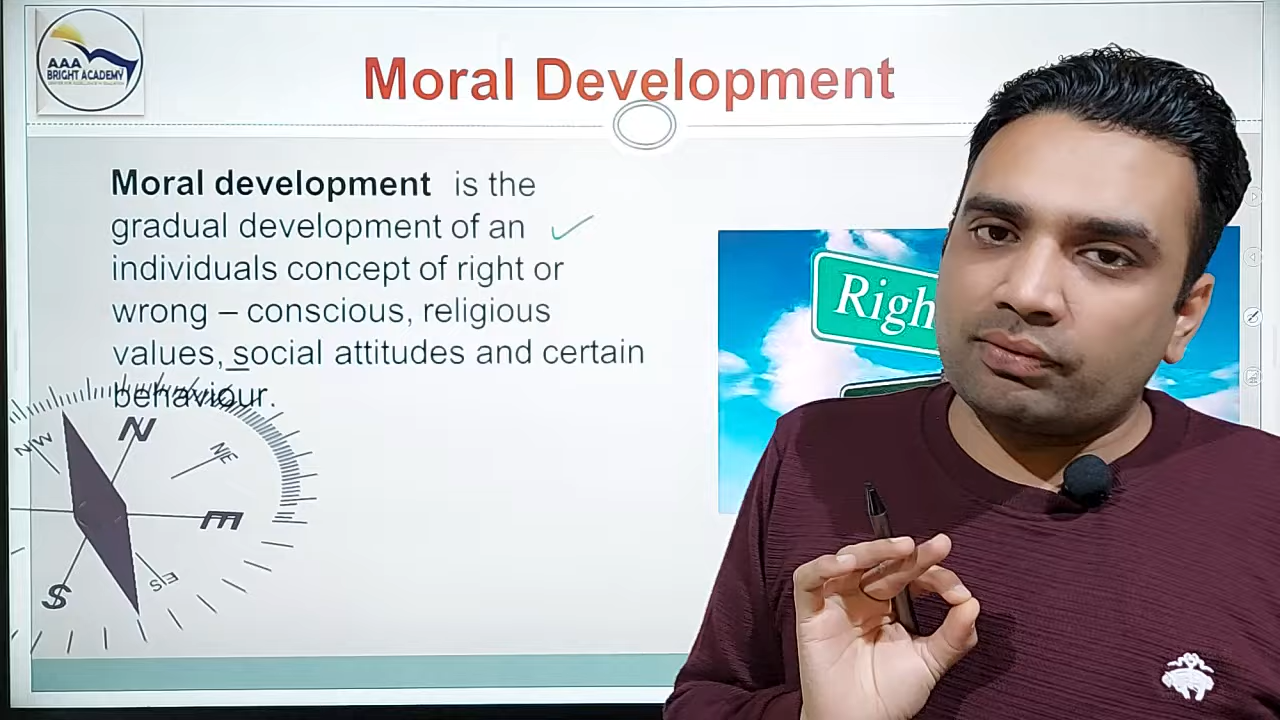 AAA
BRIGHT ACADEMY
Moral Development
Moral development is the
gradual development of an
individuals concept of right or
wrong – conscious, religious
values, social attitudes and certain
behaviour.
Righ
NW
N
NE
E
SE
S